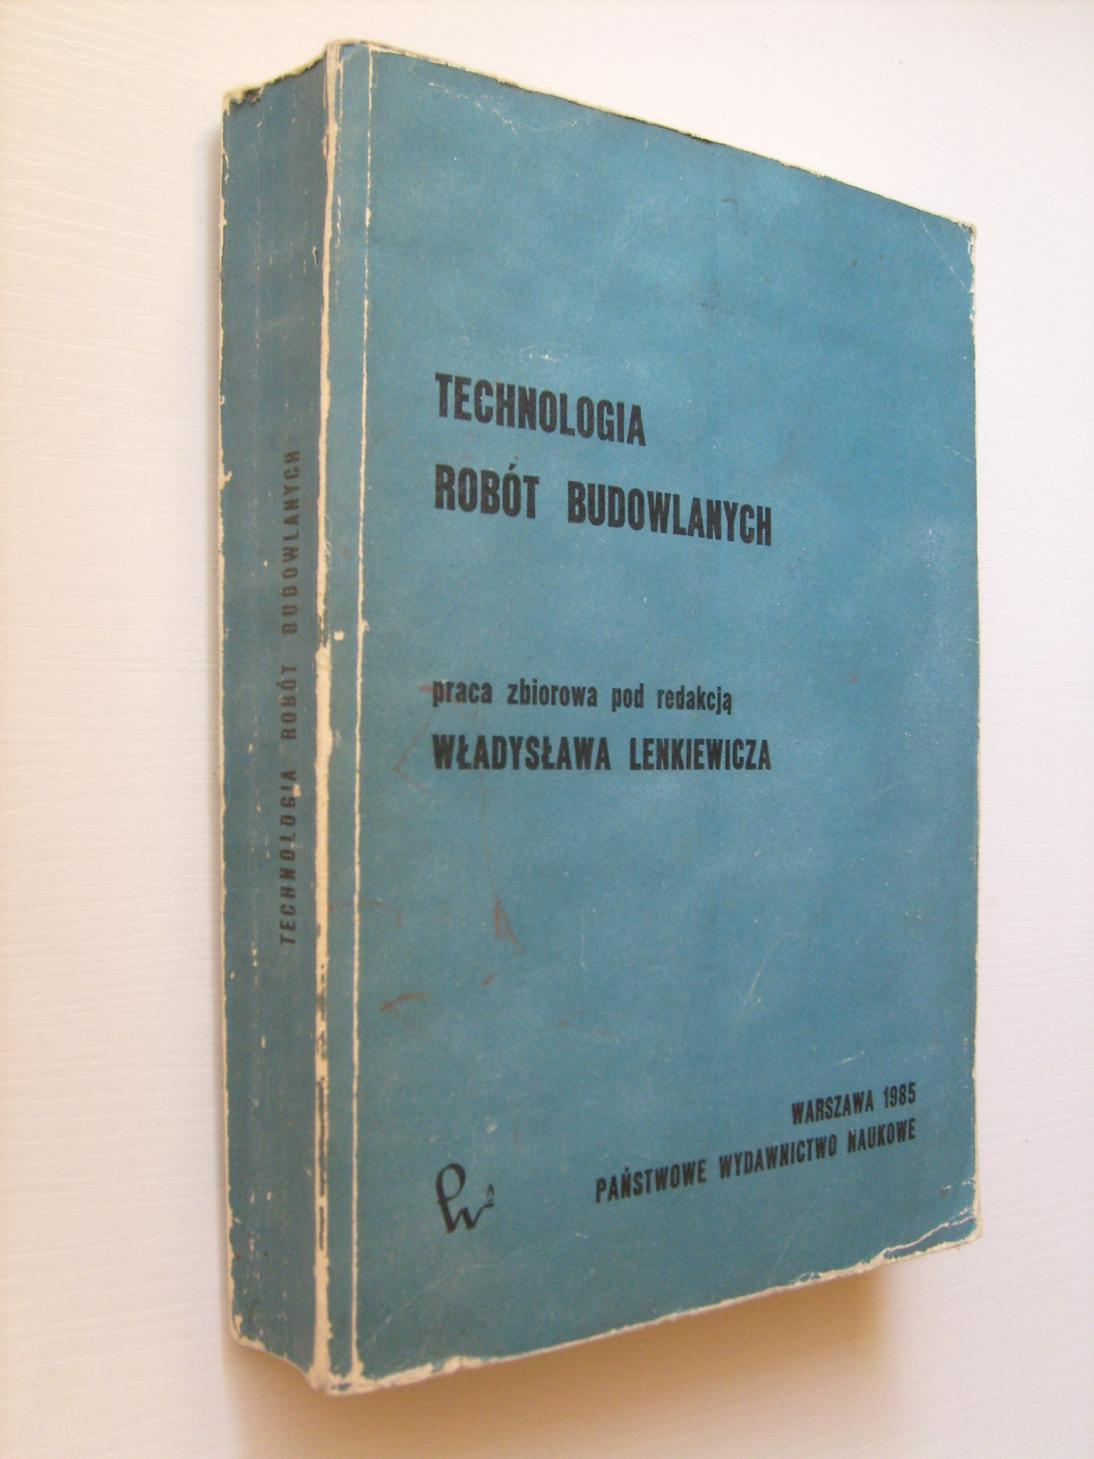 TECHNOLOGIA ROBÓT BUDOWLANYCH
TECHNOLOGIA
ROBÓT BUDOWLANYCH
praca zbiorowa pod redakcją
WŁADYSŁAWA LENKIEWICZA
WARSZAWA 1985
PAŃSTWOWE WYDAWNICTWO NAUKOWE